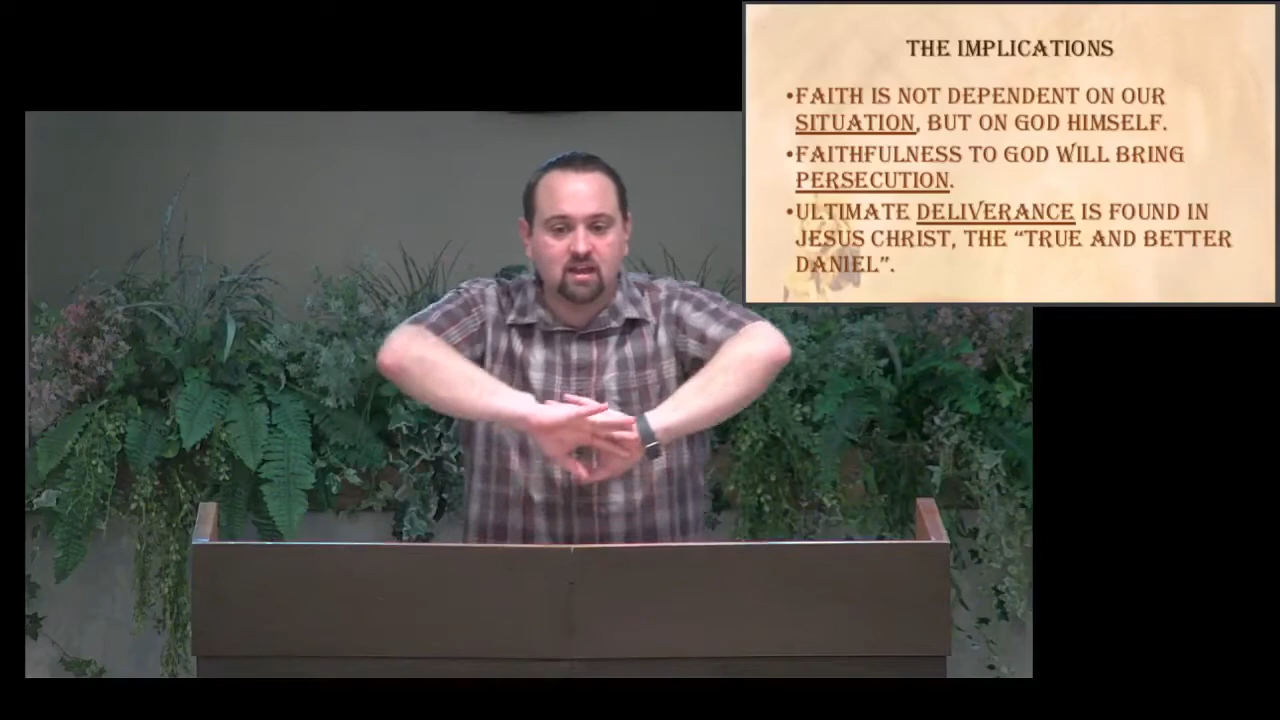 THE IMPLICATIONS
•FAITH IS NOT DEPENDENT ON OUR
SITUATION, BUT ON GOD HIMSELF.
•FAITHFULNESS TO GOD WILL BRING
PERSECUTION.
•ULTIMATE DELIVERANCE IS FOUND IN
JESUS CHRIST, THE “TRUE AND BETTER
DANIEL”.